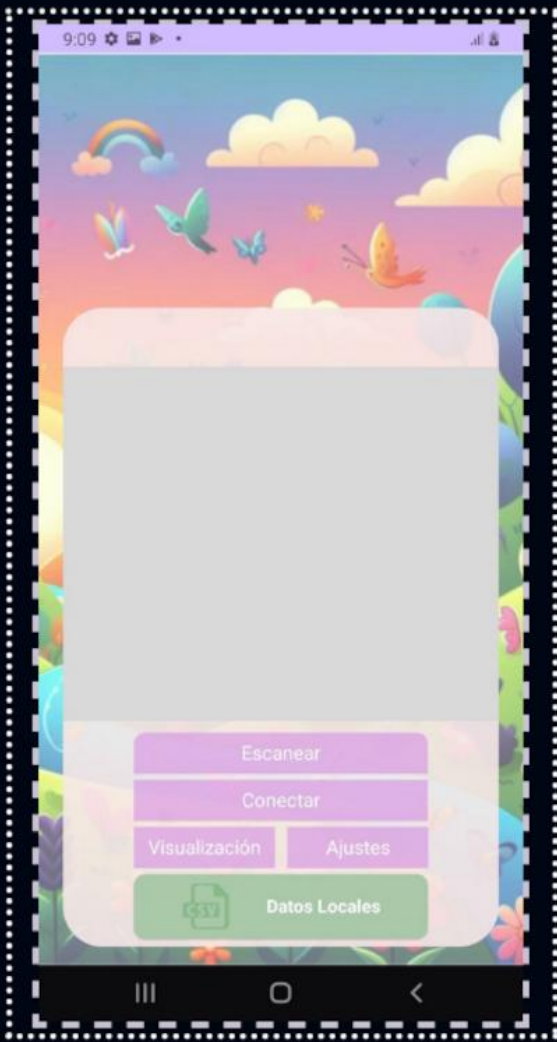 9:09
Escanear
Conectar
Visualización Ajustes
CSV Datos Locales